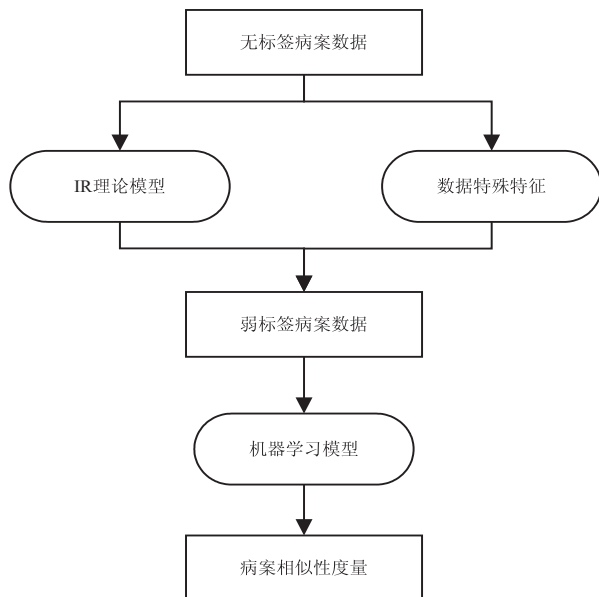 无标签病案数据
IR理论模型
数据特殊特征
弱标签病案数据
机器学习模型
病案相似性度量